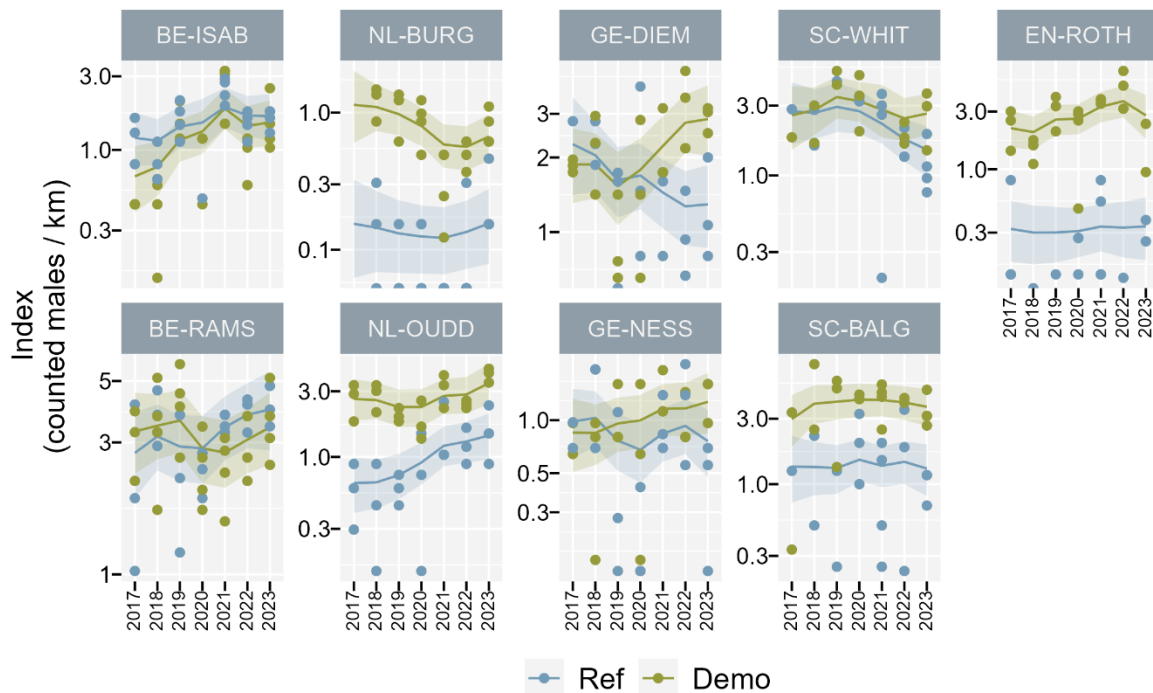 BE-ISAB NL-BURG GE-DIEM SC-WHIT EN-ROTH
3.0 1.0 0.3
1.0 0.3 0.1
3 2 1
3.0 1.0 0.3
3.0 1.0 0.3
2017 2018 2019 2020 2021 2022 2023
BE-RAMS NL-OUDD GE-NESS SC-BALG
5 3 1
3.0 1.0 0.3
1.0 0.5 0.3
3.0 1.0 0.3
2017 2018 2019 2020 2021 2022 2023
2017 2018 2019 2020 2021 2022 2023
2017 2018 2019 2020 2021 2022 2023
2017 2018 2019 2020 2021 2022 2023
Index
(counted males / km)
Ref Demo